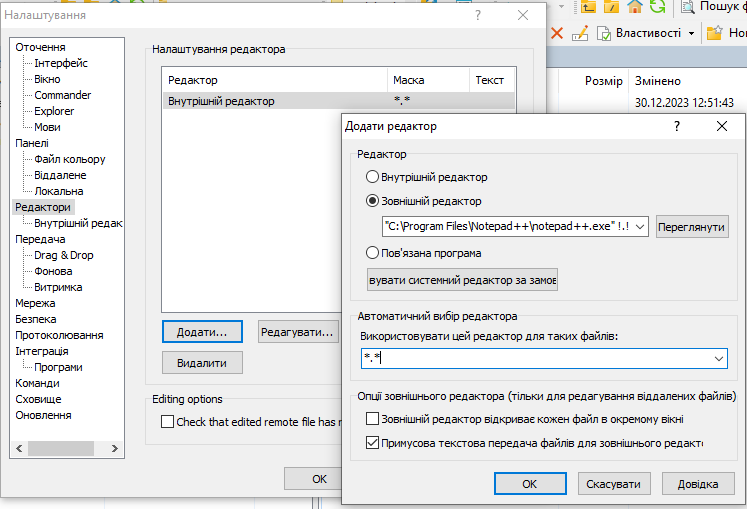 Налаштування
Пошук ф
Властивості
Нов
Розмір Змінено
30.12.2023 12:51:43
Оточення
Інтерфейс
Вікно
Commander
Explorer
Мови
Панелі
Файл кольору
Віддалене
Локальна
Редактори
Внутрішній редак
Передача
Drag & Drop
Фонова
Витримка
Мережа
Безпека
Протоколювання
Інтеграція
Програми
Команди
Сховище
Оновлення
Налаштування редактора
Редактор Маска Текст
Внутрішній редактор *.*
Додати...
Редагувати...
Видалити
Editing options
Check that edited remote file has n
OK
Додати редактор
?
Редактор
Внутрішній редактор
Зовнішній редактор
"C:\Program Files\Notepad++\notepad++.exe" !.!
Переглянути
Пов'язана програма
вувати системний редактор за замов
Автоматичний вибір редактора
Використовувати цей редактор для таких файлів:
*.*
Опції зовнішнього редактора (тільки для редагування віддалених файлів)
Зовнішній редактор відкриває кожен файл в окремому вікні
Примусова текстова передача файлів для зовнішнього редакто
OK
Скасувати
Довідка